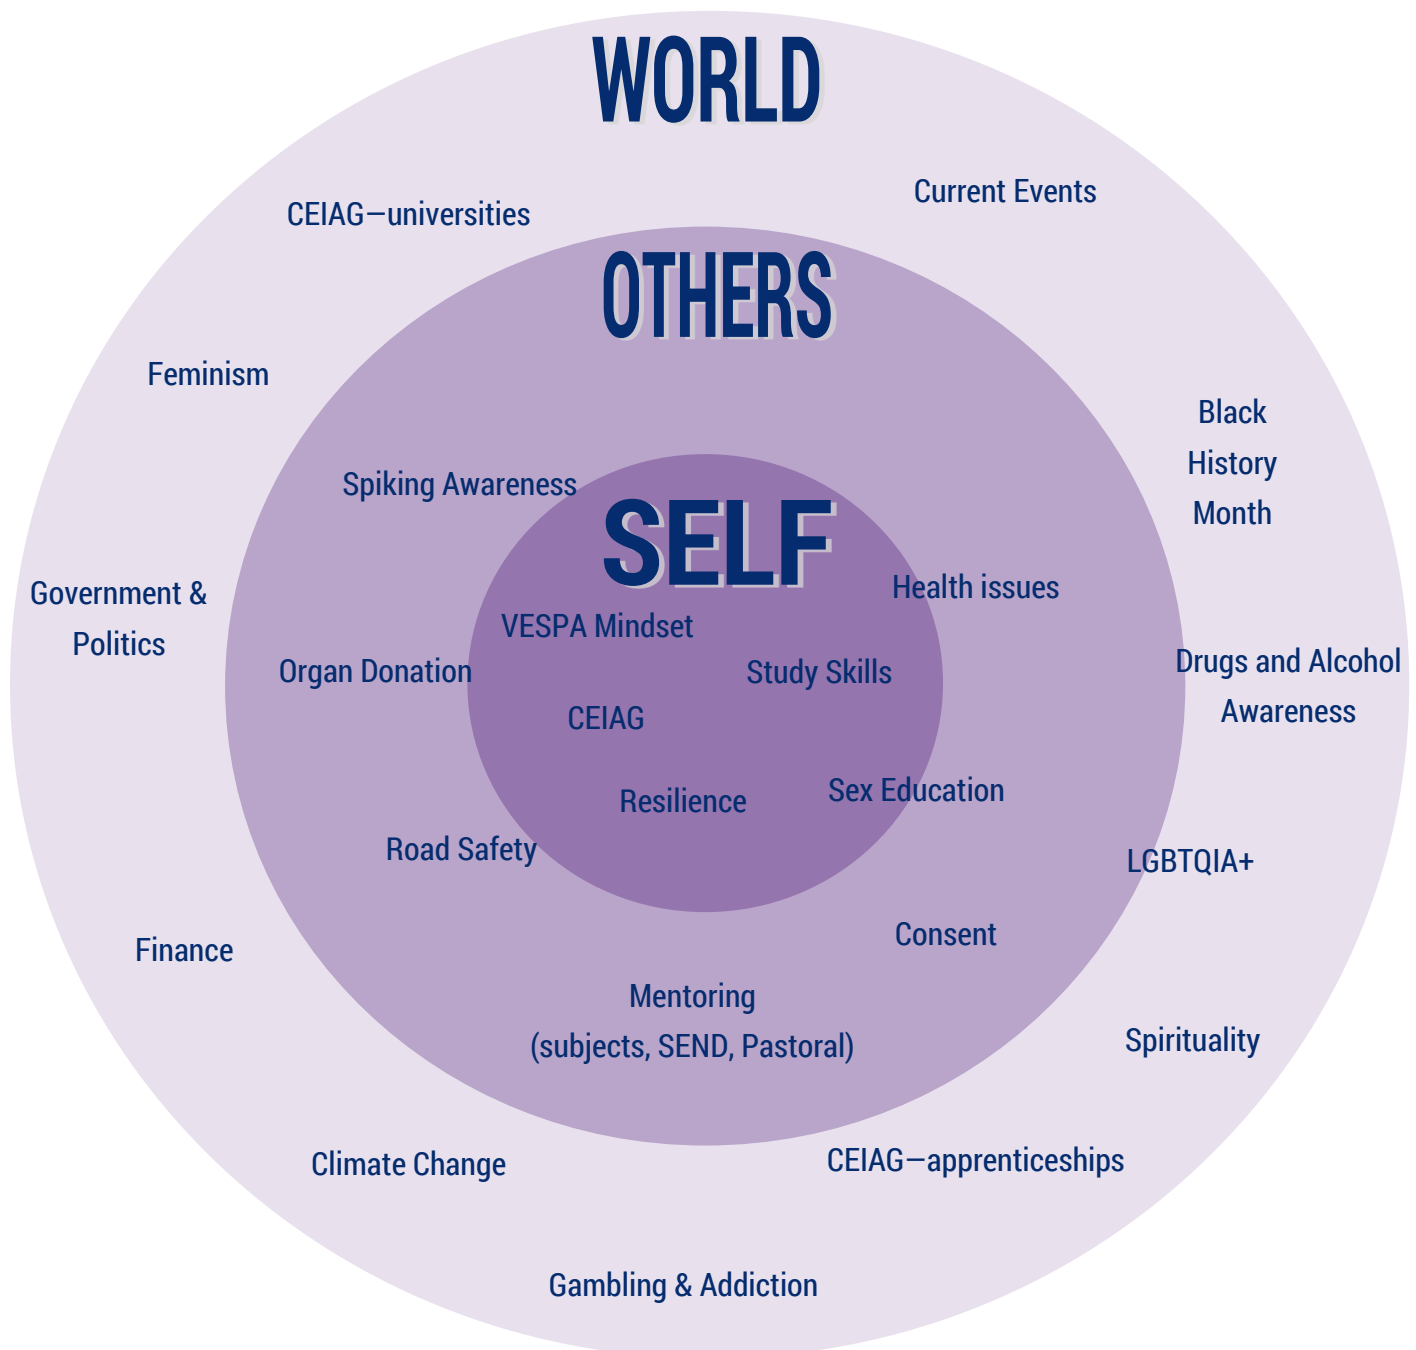 WORLD
Current Events
CEIAG—universities
OTHERS
Feminism
Black
History
Month
Spiking Awareness
SELF
Health issues
Government &
Politics
VESPA Mindset
Organ Donation
Study Skills
Drugs and Alcohol
Awareness
CEIAG
Sex Education
Resilience
Road Safety
LGBTQIA+
Consent
Finance
Mentoring
(subjects, SEND, Pastoral)
Spirituality
Climate Change
CEIAG—apprenticeships
Gambling & Addiction